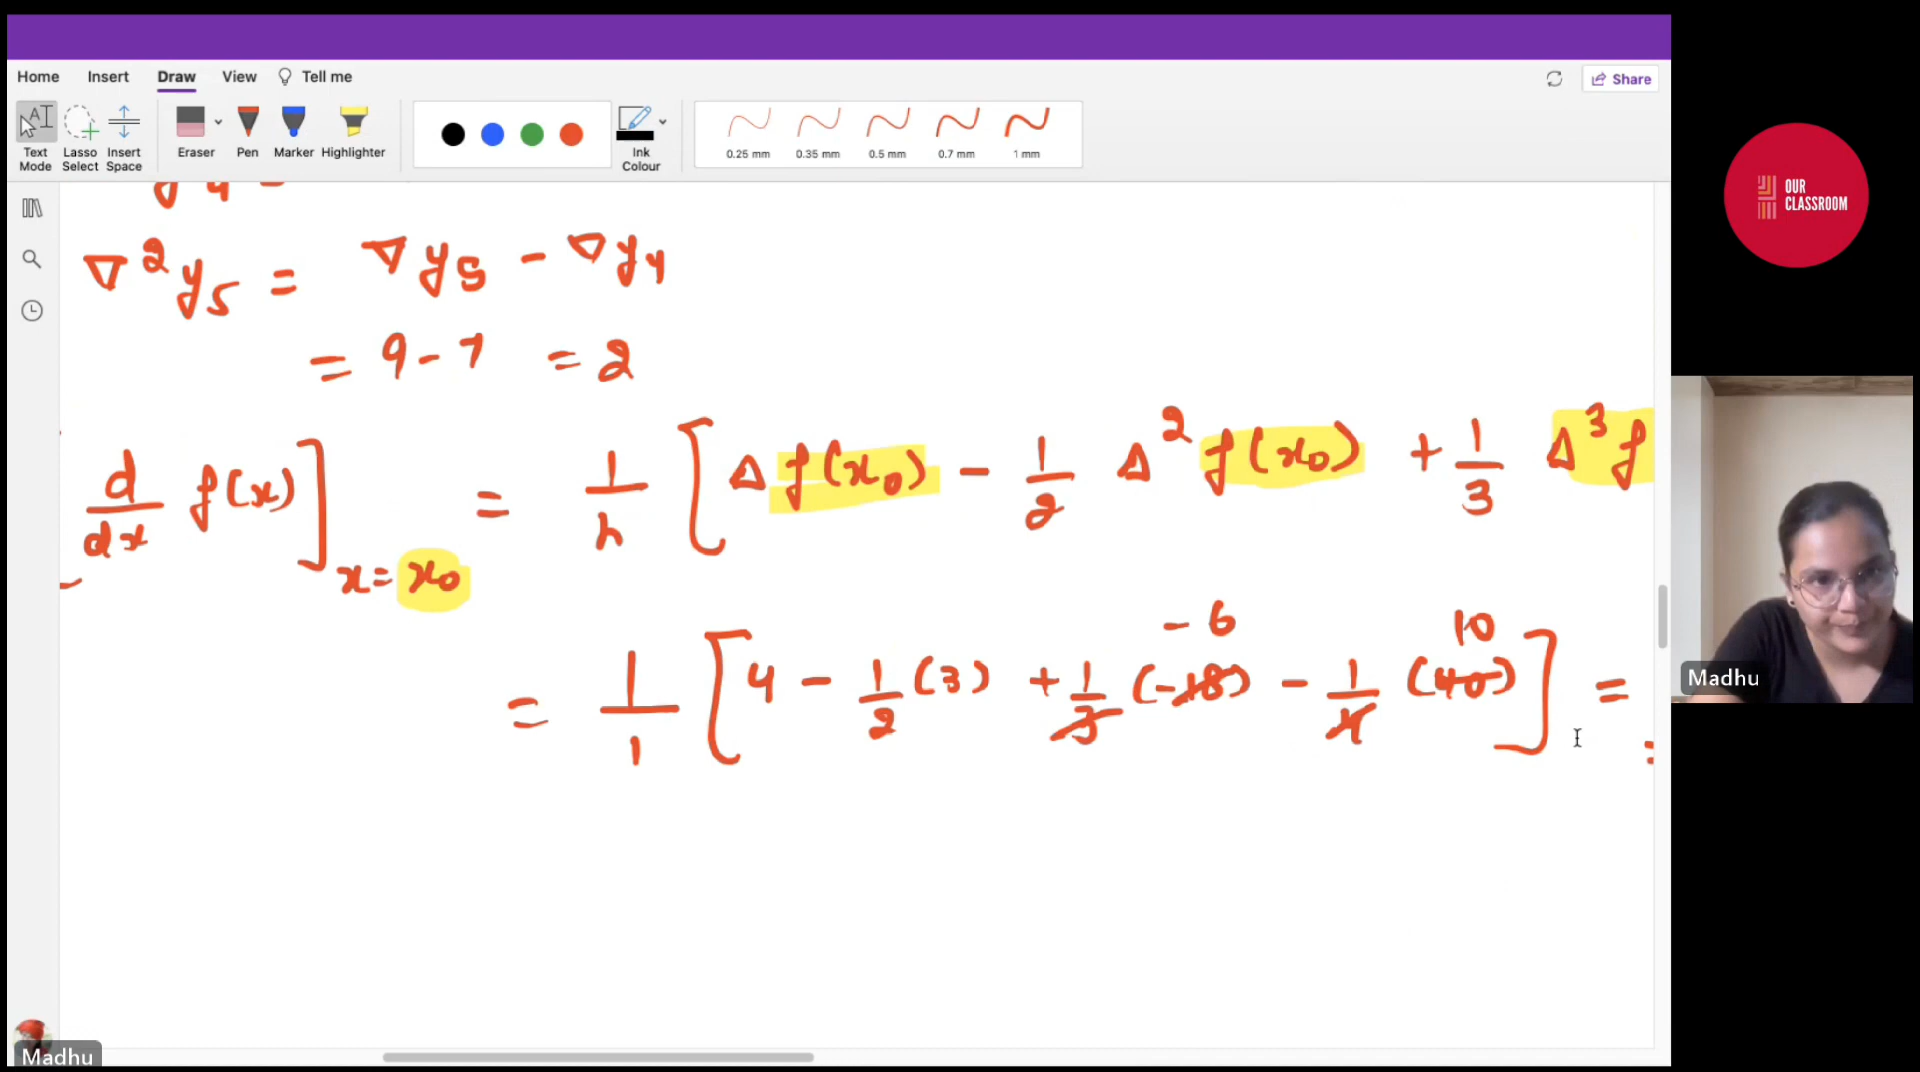 Home Insert Draw View Tell me
Share
Text Mode Lasso Select Insert Space Eraser Pen Marker Highlighter Ink Colour 0.25 mm 0.35 mm 0.5 mm 0.7 mm 1 mm
OUR CLASSROOM
y4 =
∇²y5 = ∇y5 - ∇y4
= 9 - 7 = 2
d/dx f(x)]x=x0 = 1/h [Δf(x0) - 1/2 Δ²f(x0) + 1/3 Δ³f
-6 10
= 1/1 [4 - 1/2 (3) + 1/3 (-18) - 1/4 (40)] =
Madhu
Madhu